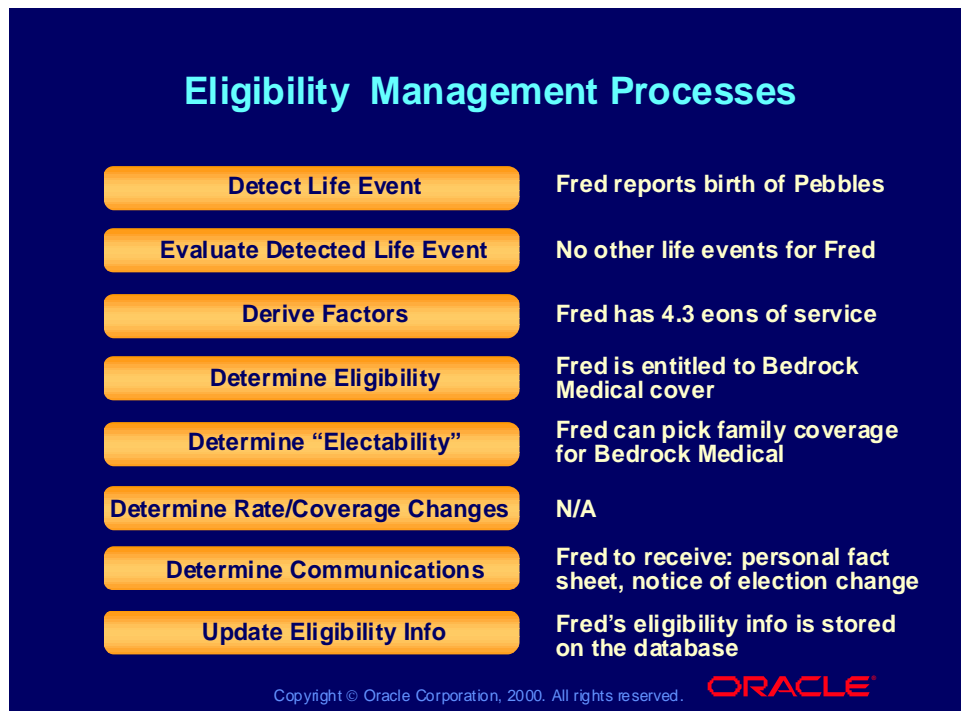 Eligibility Management Processes
Detect Life Event
Fred reports birth of Pebbles
Evaluate Detected Life Event
No other life events for Fred
Derive Factors
Fred has 4.3 eons of service
Determine Eligibility
Fred is entitled to Bedrock
Medical cover
Determine “Electability”
Fred can pick family coverage
for Bedrock Medical
Determine Rate/Coverage Changes
N/A
Determine Communications
Fred to receive: personal fact
sheet, notice of election change
Update Eligibility Info
Fred’s eligibility info is stored
on the database
Copyright © Oracle Corporation, 2000. All rights reserved.
ORACLE